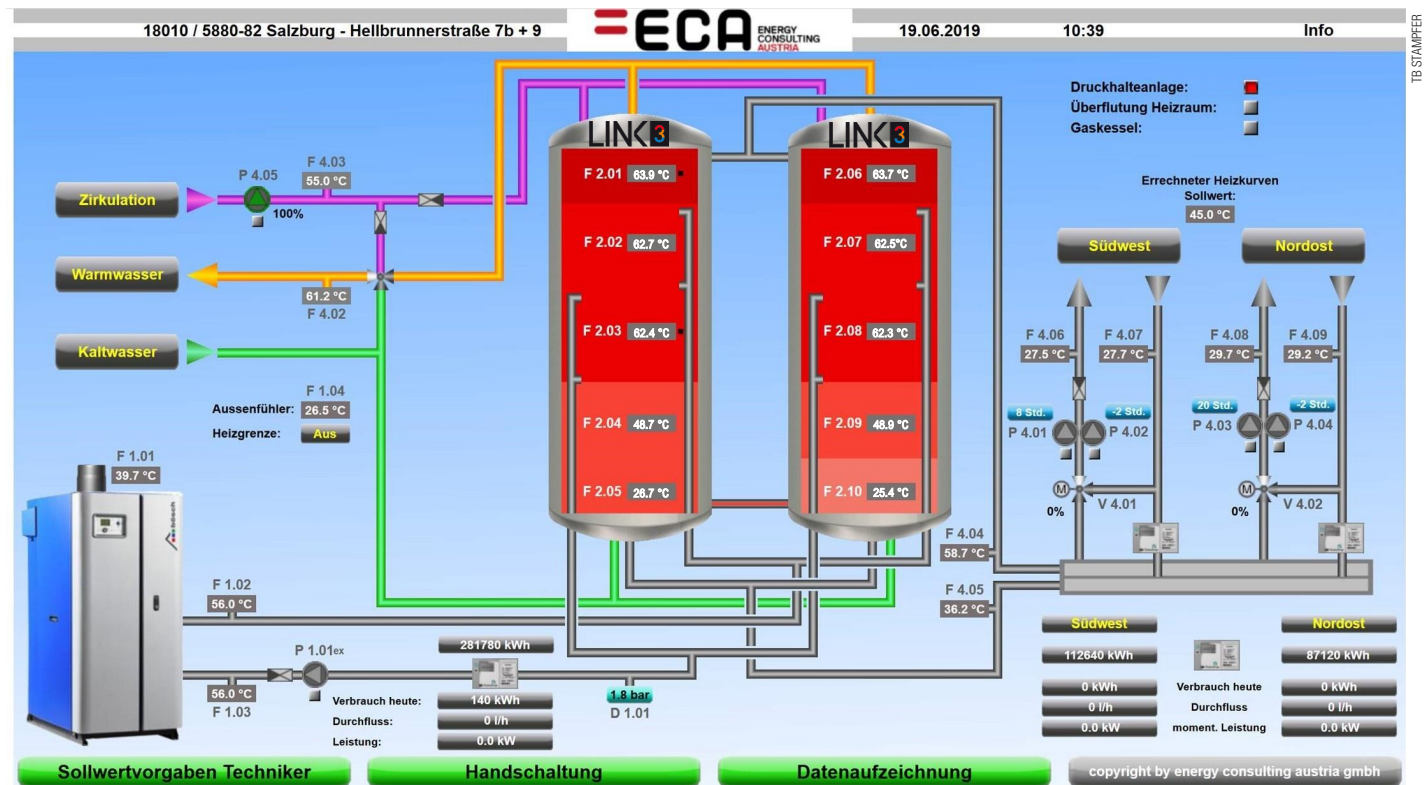 18010 / 5880-82 Salzburg - Hellbrunnerstraße 7b + 9
ECA ENERGY CONSULTING AUSTRIA
19.06.2019
10:39
Info
TB STAMPFER
Druckhalteanlage:
Überflutung Heizraum:
Gaskessel:
LINK3
LINK3
F 2.01 63.9 °C
F 2.06 63.7 °C
F 2.02 62.7 °C
F 2.07 62.5°C
F 2.03 62.4 °C
F 2.08 62.3 °C
F 2.04 48.7 °C
F 2.09 48.9 °C
F 2.05 26.7 °C
F 2.10 25.4 °C
Zirkulation
P 4.05
100%
F 4.03
55.0 °C
Warmwasser
61.2 °C
F 4.02
Kaltwasser
F 1.04
Aussenfühler: 26.5 °C
Heizgrenze: Aus
Errechneter Heizkurven
Sollwert:
45.0 °C
Südwest
Nordost
F 4.06
27.5 °C
F 4.07
27.7 °C
F 4.08
29.7 °C
F 4.09
29.2 °C
8 Std.
-2 Std.
20 Std.
-2 Std.
P 4.01
P 4.02
P 4.03
P 4.04
M
V 4.01
0%
M
V 4.02
0%
F 1.01
39.7 °C
bösch
F 4.04
58.7 °C
F 4.05
36.2 °C
F 1.02
56.0 °C
56.0 °C
F 1.03
P 1.01ex
281780 kWh
Verbrauch heute: 140 kWh
Durchfluss: 0 l/h
Leistung: 0.0 kW
1.8 bar
D 1.01
Südwest
Nordost
112640 kWh
87120 kWh
0 kWh Verbrauch heute 0 kWh
0 l/h Durchfluss 0 l/h
0.0 kW moment. Leistung 0.0 kW
Sollwertvorgaben Techniker
Handschaltung
Datenaufzeichnung
copyright by energy consulting austria gmbh